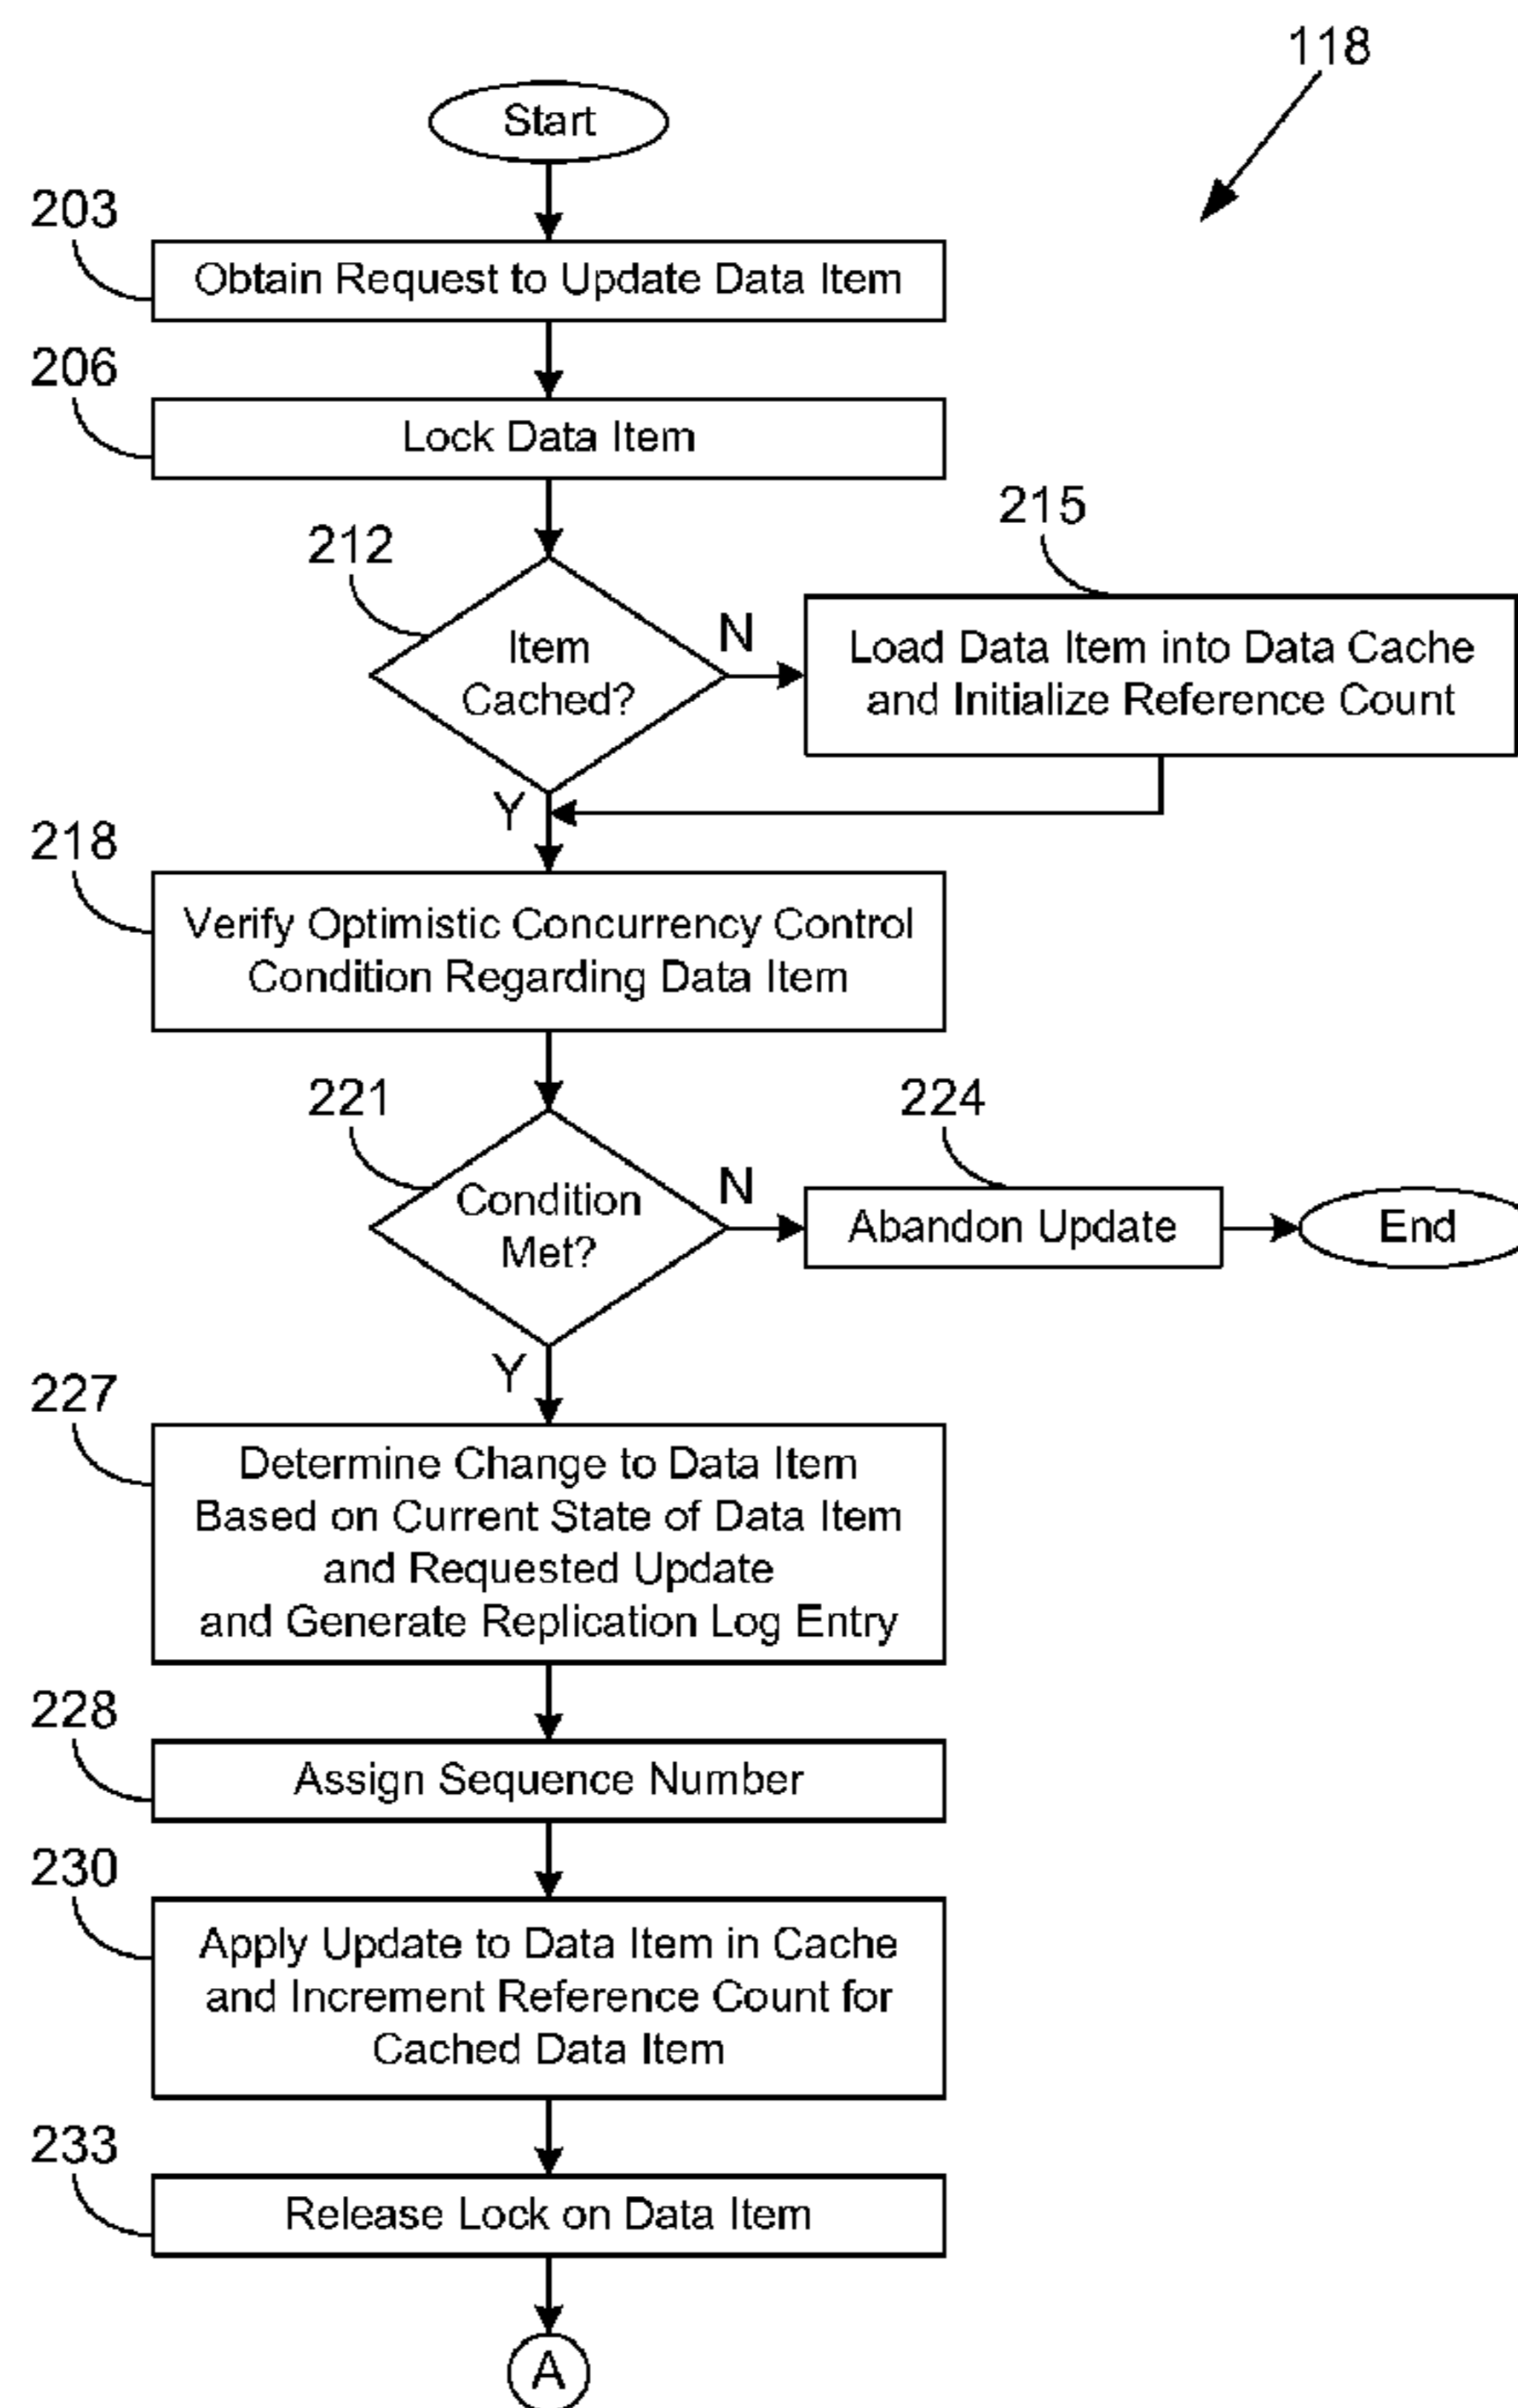 118
Start
203
Obtain Request to Update Data Item
206
Lock Data Item
212
Item
Cached?
N
215
Load Data Item into Data Cache
and Initialize Reference Count
Y
218
Verify Optimistic Concurrency Control
Condition Regarding Data Item
221
Condition
Met?
N
224
Abandon Update
End
Y
227
Determine Change to Data Item
Based on Current State of Data Item
and Requested Update
and Generate Replication Log Entry
228
Assign Sequence Number
230
Apply Update to Data Item in Cache
and Increment Reference Count for
Cached Data Item
233
Release Lock on Data Item
A